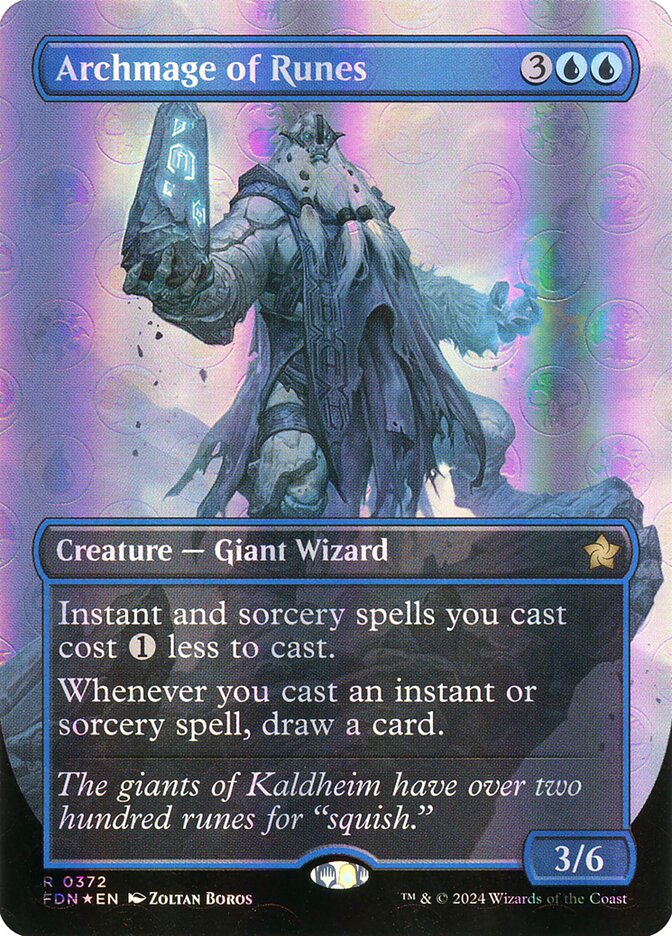 Archmage of Runes 3
Creature — Giant Wizard
Instant and sorcery spells you cast
cost 1 less to cast.
Whenever you cast an instant or
sorcery spell, draw a card.
The giants of Kaldheim have over two
hundred runes for “squish.”
3/6
R 0372
FDN★EN ZOLTAN BOROS
™ & © 2024 Wizards of the Coast